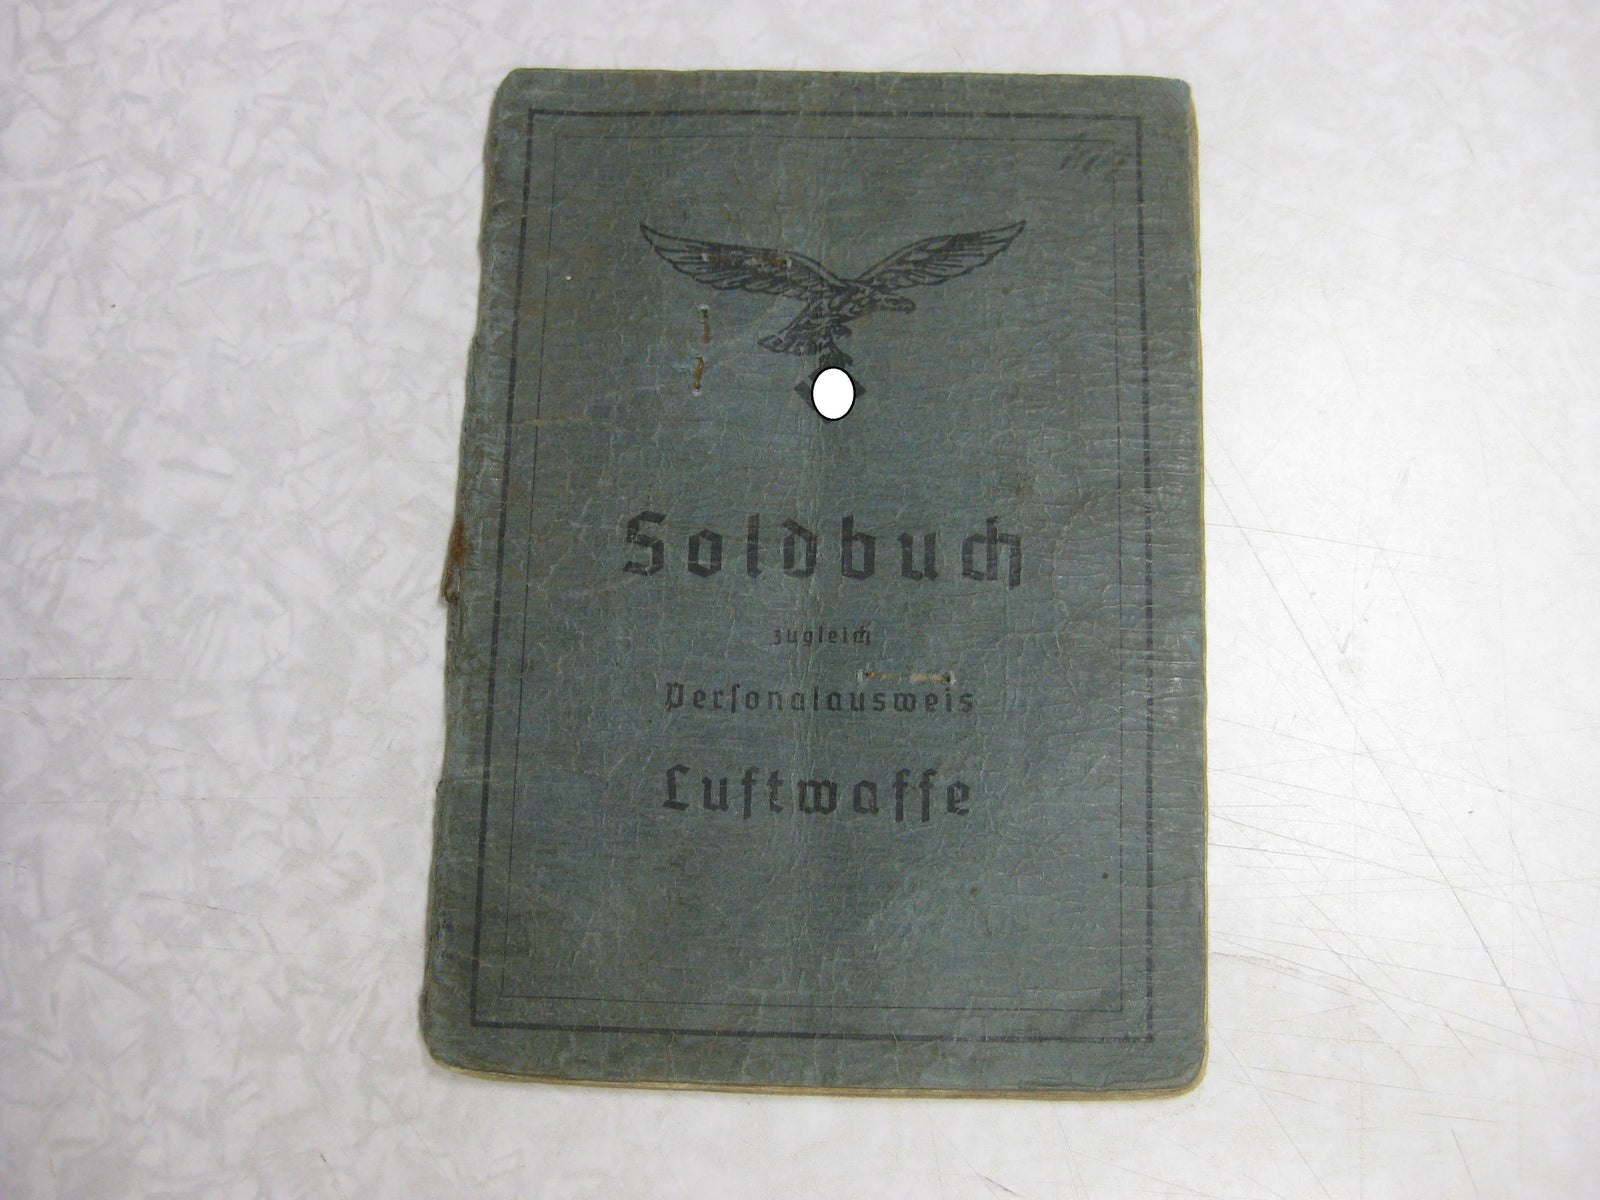 Soldbuch
zugleich
Personalausweis
Luftwaffe